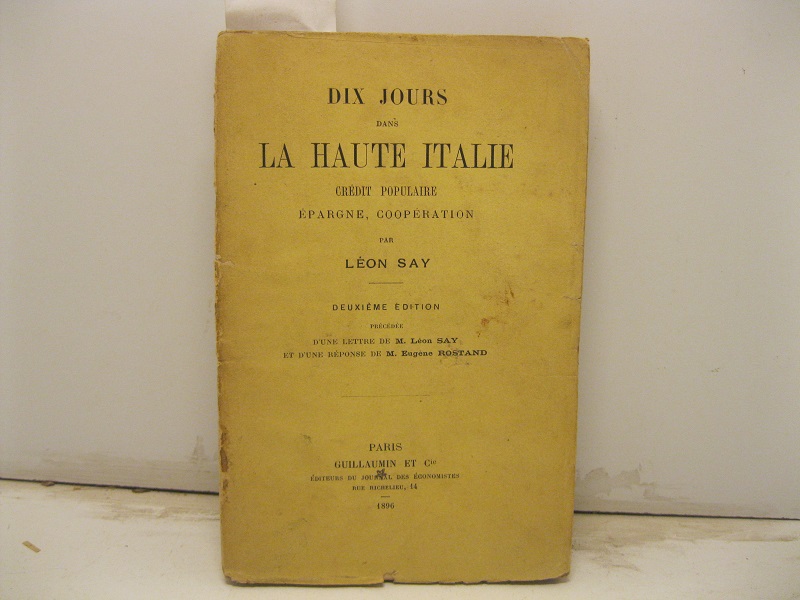 DIX JOURS
DANS
LA HAUTE ITALIE
CRÉDIT POPULAIRE
ÉPARGNE, COOPÉRATION
PAR
LÉON SAY
DEUXIÈME ÉDITION
PRÉCÉDÉE
D'UNE LETTRE DE M. Léon SAY
ET D'UNE RÉPONSE DE M. Eugène ROSTAND
PARIS
GUILLAUMIN ET Cie
ÉDITEURS DU JOURNAL DES ÉCONOMISTES
RUE RICHELIEU, 14
1896